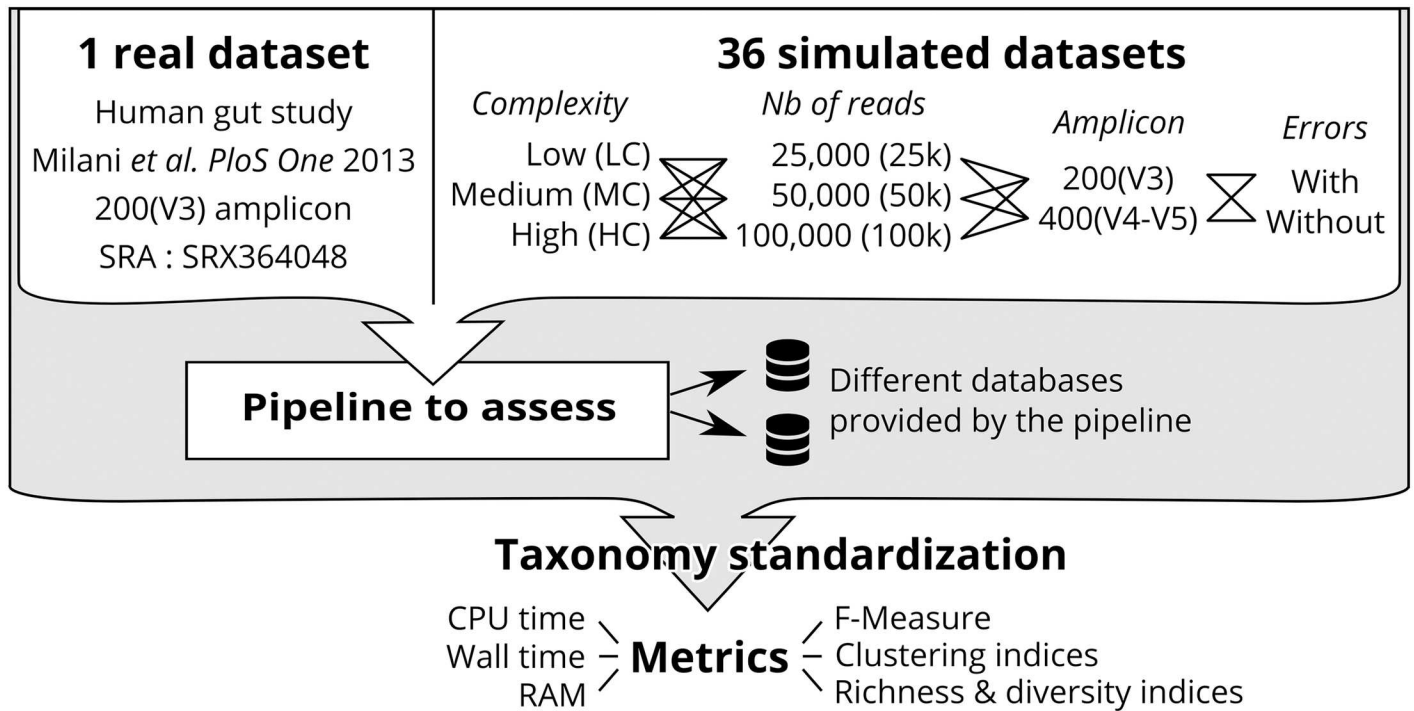 1 real dataset
Human gut study
Milani et al. PloS One 2013
200(V3) amplicon
SRA : SRX364048
36 simulated datasets
Complexity
Low (LC)
Medium (MC)
High (HC)
Nb of reads
25,000 (25k)
50,000 (50k)
100,000 (100k)
Amplicon
200(V3)
400(V4-V5)
Errors
With
Without
Pipeline to assess
Different databases
provided by the pipeline
Taxonomy standardization
CPU time
Wall time
RAM
Metrics
F-Measure
Clustering indices
Richness & diversity indices